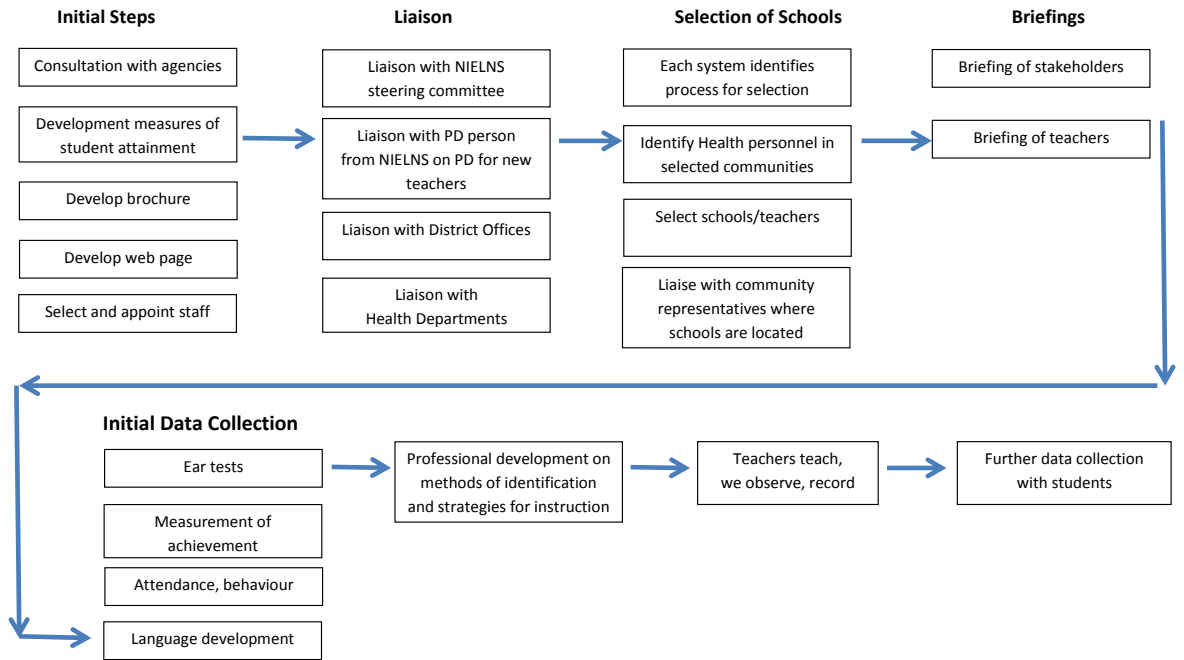 Initial Steps
Consultation with agencies
Development measures of
student attainment
Develop brochure
Develop web page
Select and appoint staff
Liaison
Liaison with NIELNS
steering committee
Liaison with PD person
from NIELNS on PD for new
teachers
Liaison with District Offices
Liaison with
Health Departments
Selection of Schools
Each system identifies
process for selection
Identify Health personnel in
selected communities
Select schools/teachers
Liaise with community
representatives where
schools are located
Briefings
Briefing of stakeholders
Briefing of teachers
Initial Data Collection
Ear tests
Measurement of
achievement
Attendance, behaviour
Language development
Professional development on
methods of identification
and strategies for instruction
Teachers teach,
we observe, record
Further data collection
with students